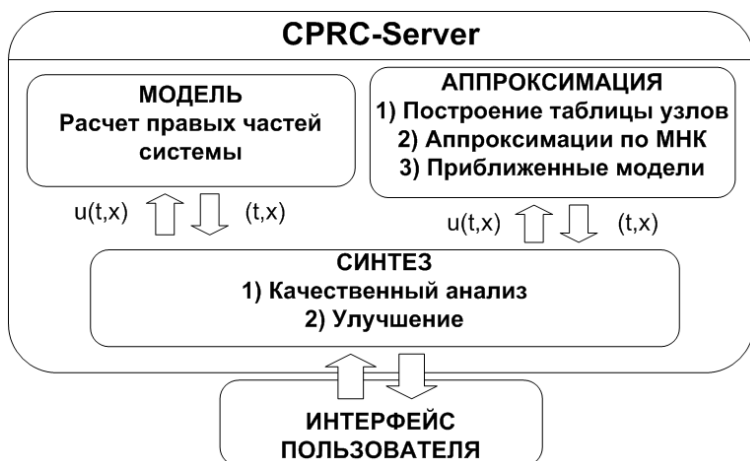 CPRC-Server
МОДЕЛЬ
Расчет правых частей
системы
АППРОКСИМАЦИЯ
1) Построение таблицы узлов
2) Аппроксимации по МНК
3) Приближенные модели
u(t,x)
(t,x)
u(t,x)
(t,x)
СИНТЕЗ
1) Качественный анализ
2) Улучшение
ИНТЕРФЕЙС
ПОЛЬЗОВАТЕЛЯ